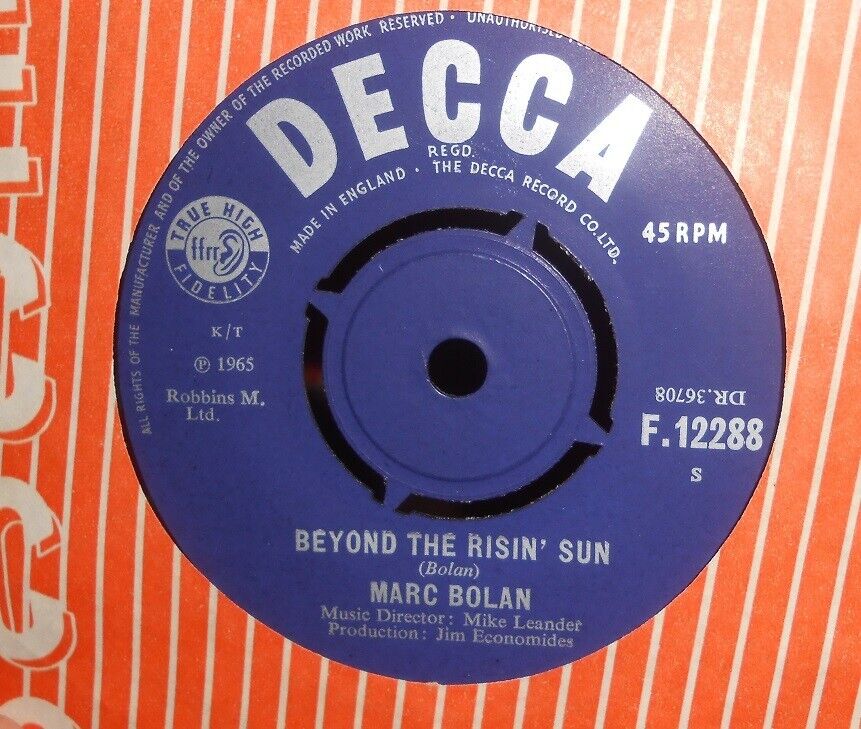 ALL RIGHTS OF THE MANUFACTURER AND OF THE OWNER OF THE RECORDED WORK RESERVED · UNAUTHORISED
DECCA
REGD.
MADE IN ENGLAND · THE DECCA RECORD CO. LTD.
TRUE HIGH
ffrr
FIDELITY
45 RPM
K/T
℗ 1965
Robbins M.
Ltd.
DR.36708
F.12288
S
BEYOND THE RISIN' SUN
(Bolan)
MARC BOLAN
Music Director: Mike Leander
Production: Jim Economides